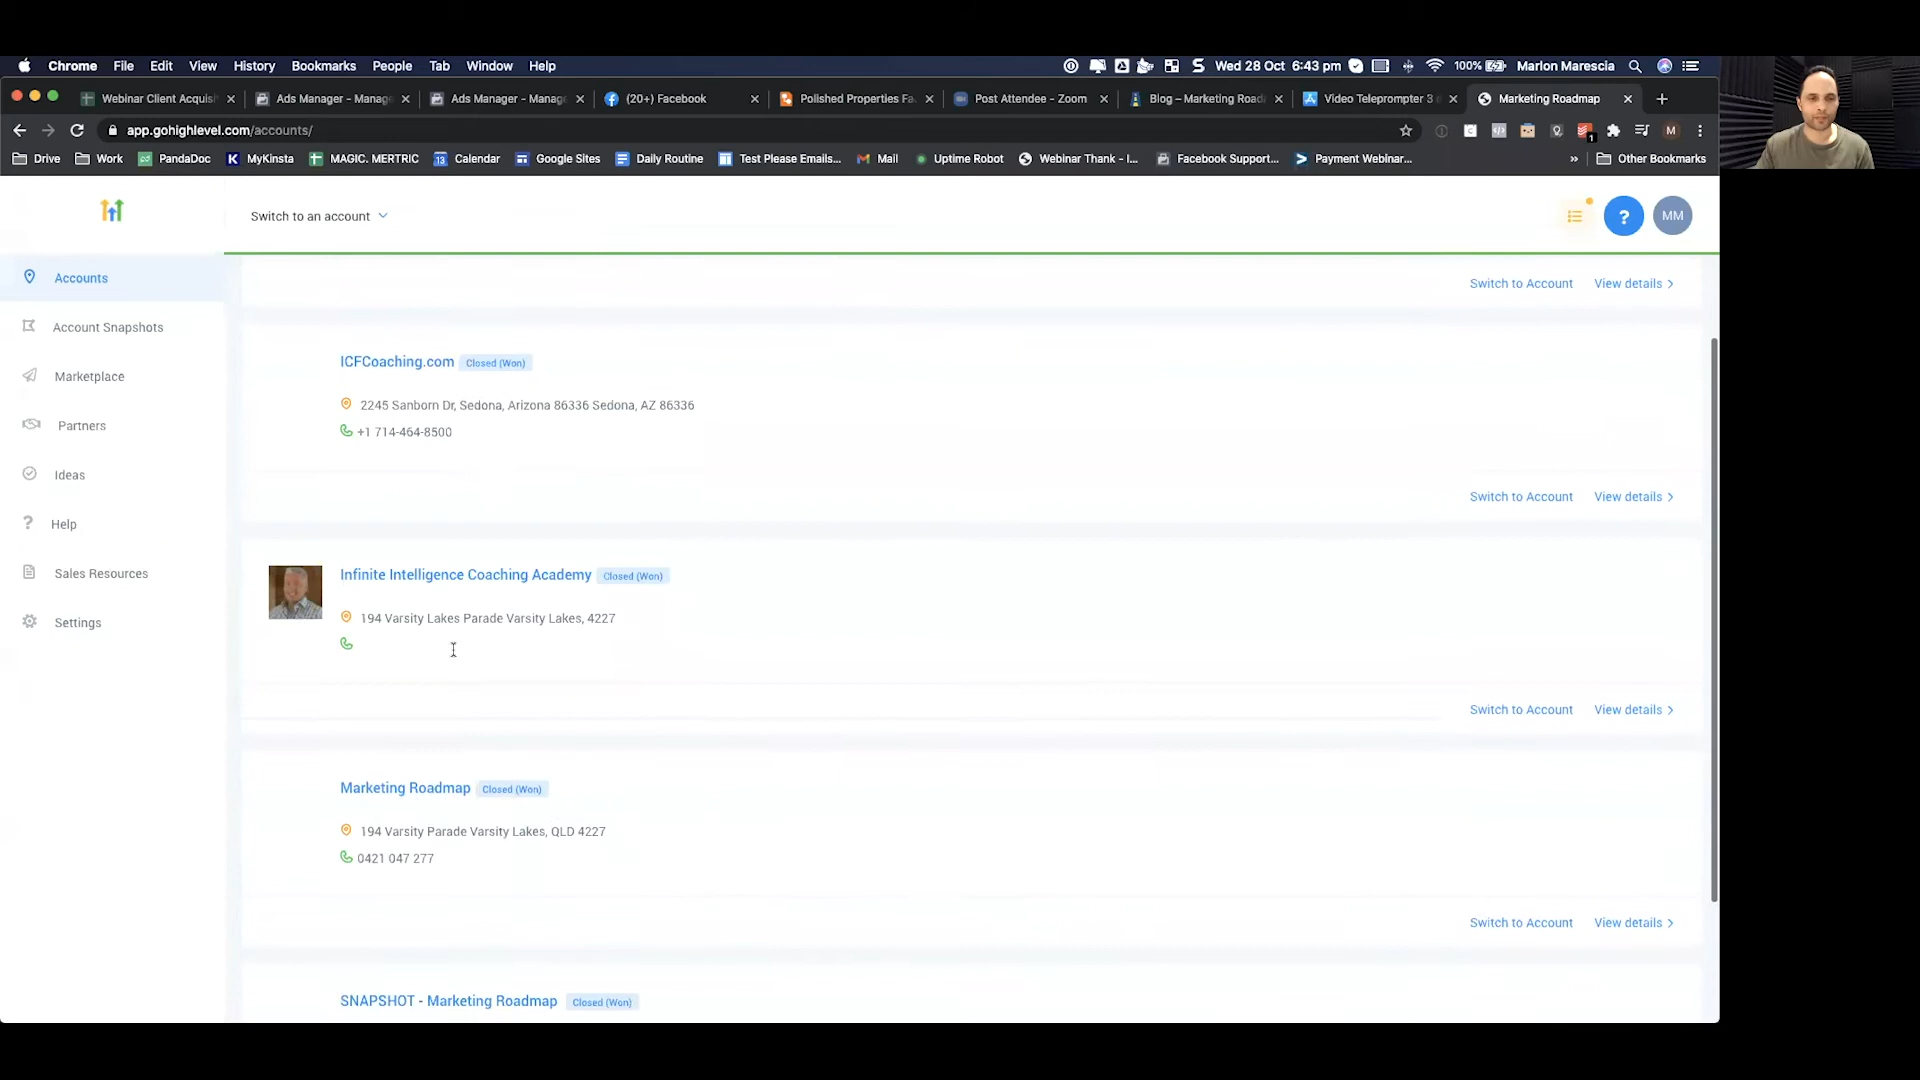 Chrome File Edit View History Bookmarks People Tab Window Help
Wed 28 Oct 6:43 pm 100% Marlon Marescia
Webinar Client Acquisi
Ads Manager - Manage
Ads Manager - Manage
(20+) Facebook
Polished Properties Fa
Post Attendee - Zoom
Blog – Marketing Road
Video Teleprompter 3
Marketing Roadmap
app.gohighlevel.com/accounts/
1
M
Drive Work PandaDoc MyKinsta MAGIC. MERTRIC 13 Calendar Google Sites Daily Routine Test Please Emails... Mail Uptime Robot Webinar Thank - I... Facebook Support... Payment Webinar... » Other Bookmarks
Switch to an account
?
MM
Accounts
Account Snapshots
Marketplace
Partners
Ideas
Help
Sales Resources
Settings
Switch to Account View details
ICFCoaching.com Closed (Won)
2245 Sanborn Dr, Sedona, Arizona 86336 Sedona, AZ 86336
+1 714-464-8500
Switch to Account View details
Infinite Intelligence Coaching Academy Closed (Won)
194 Varsity Lakes Parade Varsity Lakes, 4227
Switch to Account View details
Marketing Roadmap Closed (Won)
194 Varsity Parade Varsity Lakes, QLD 4227
0421 047 277
Switch to Account View details
SNAPSHOT - Marketing Roadmap Closed (Won)